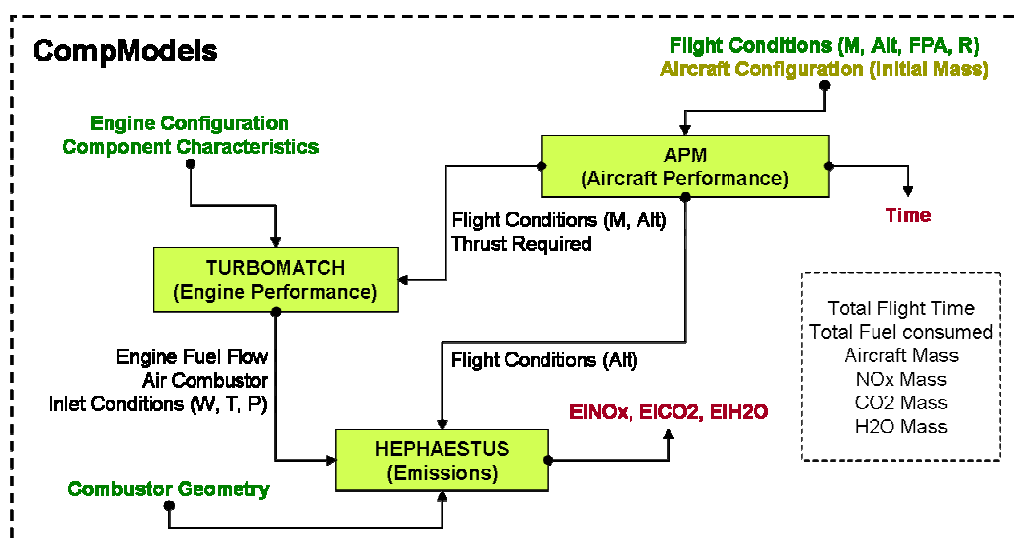 CompModels
Flight Conditions (M, Alt, FPA, R)
Aircraft Configuration (Initial Mass)
Engine Configuration
Component Characteristics
APM
(Aircraft Performance)
Time
Flight Conditions (M, Alt)
Thrust Required
TURBOMATCH
(Engine Performance)
Total Flight Time
Total Fuel consumed
Aircraft Mass
NOx Mass
CO2 Mass
H2O Mass
Engine Fuel Flow
Air Combustor
Inlet Conditions (W, T, P)
Flight Conditions (Alt)
EINOx, EICO2, EIH2O
HEPHAESTUS
(Emissions)
Combustor Geometry